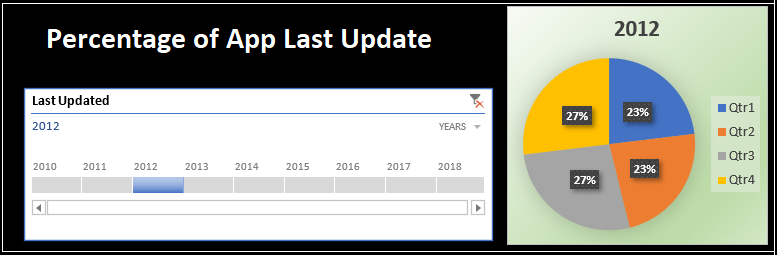 Percentage of App Last Update
Last Updated
2012
YEARS
2010 2011 2012 2013 2014 2015 2016 2017 2018
2012
27% 23%
27% 23%
Qtr1
Qtr2
Qtr3
Qtr4